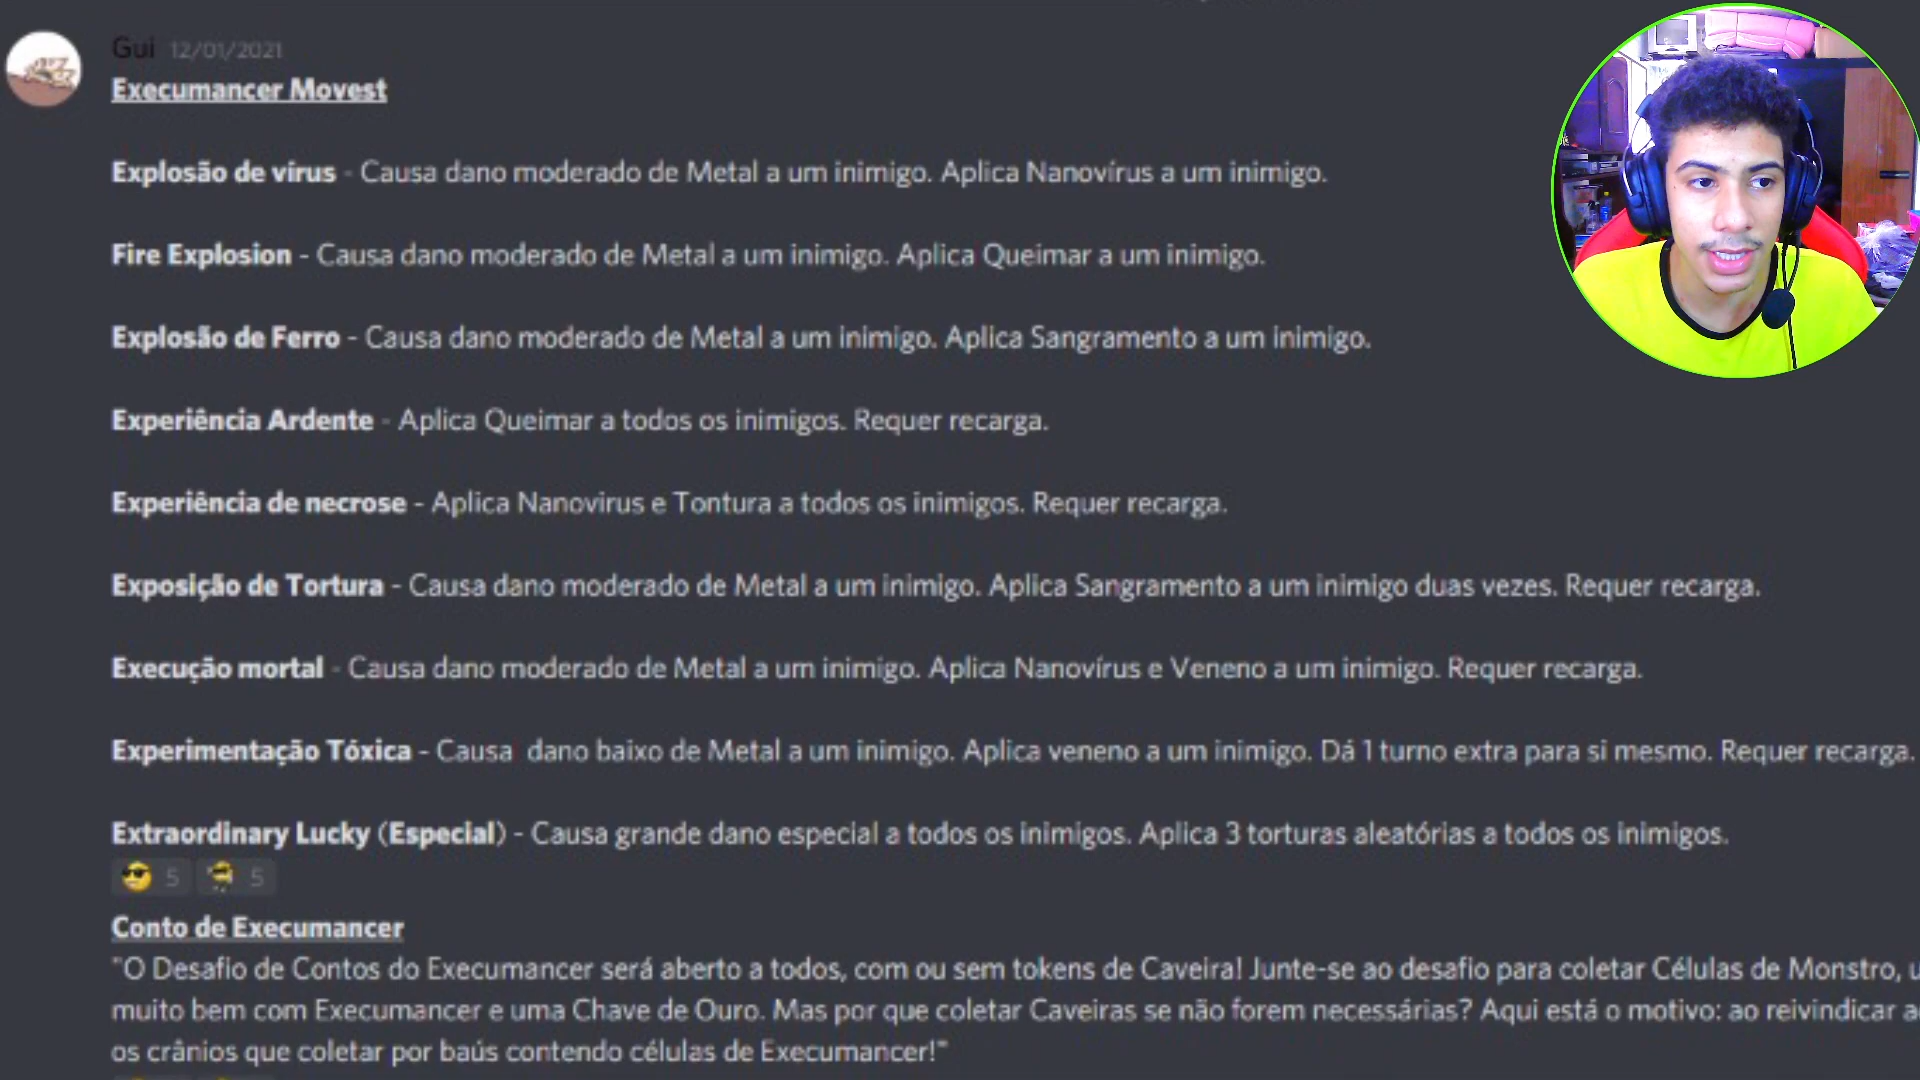 Gui 12/01/2021
Execumancer Movest
Explosão de vírus - Causa dano moderado de Metal a um inimigo. Aplica Nanovírus a um inimigo.
Fire Explosion - Causa dano moderado de Metal a um inimigo. Aplica Queimar a um inimigo.
Explosão de Ferro - Causa dano moderado de Metal a um inimigo. Aplica Sangramento a um inimigo.
Experiência Ardente - Aplica Queimar a todos os inimigos. Requer recarga.
Experiência de necrose - Aplica Nanovirus e Tontura a todos os inimigos. Requer recarga.
Exposição de Tortura - Causa dano moderado de Metal a um inimigo. Aplica Sangramento a um inimigo duas vezes. Requer recarga.
Execução mortal - Causa dano moderado de Metal a um inimigo. Aplica Nanovírus e Veneno a um inimigo. Requer recarga.
Experimentação Tóxica - Causa dano baixo de Metal a um inimigo. Aplica veneno a um inimigo. Dá 1 turno extra para si mesmo. Requer recarga.
Extraordinary Lucky (Especial) - Causa grande dano especial a todos os inimigos. Aplica 3 torturas aleatórias a todos os inimigos.
5 5
Conto de Execumancer
"O Desafio de Contos do Execumancer será aberto a todos, com ou sem tokens de Caveira! Junte-se ao desafio para coletar Células de Monstro,
muito bem com Execumancer e uma Chave de Ouro. Mas por que coletar Caveiras se não forem necessárias? Aqui está o motivo: ao reivindicar
os crânios que coletar por baús contendo células de Execumancer!"